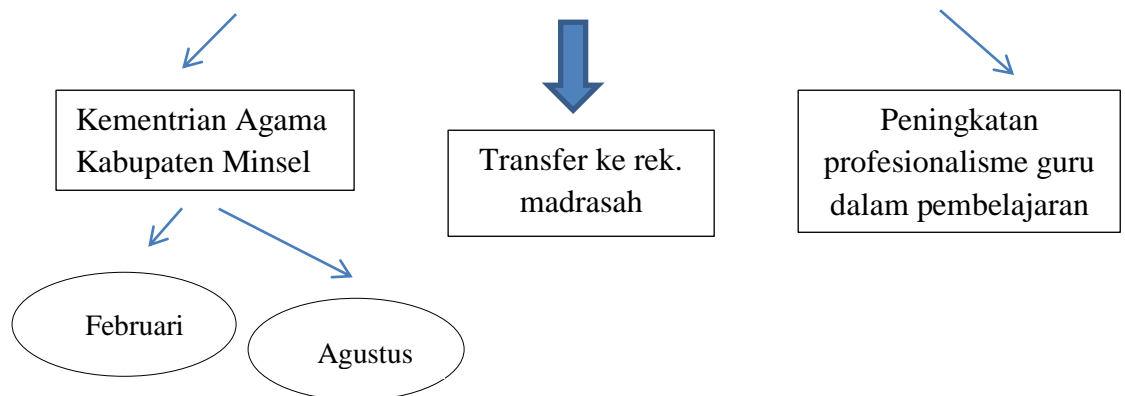 Kementrian Agama
Kabupaten Minsel
Transfer ke rek.
madrasah
Peningkatan
profesionalisme guru
dalam pembelajaran
Februari
Agustus